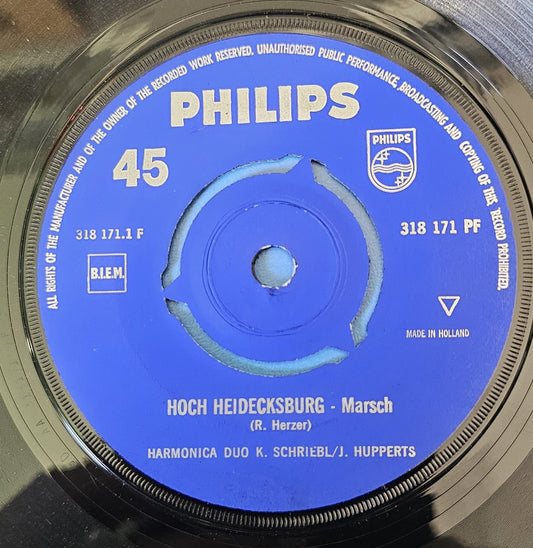 ALL RIGHTS OF THE MANUFACTURER AND OF THE OWNER OF THE RECORDED WORK RESERVED. UNAUTHORISED PUBLIC PERFORMANCE, BROADCASTING AND COPYING OF THIS RECORD PROHIBITED.
PHILIPS
45
PHILIPS
318 171.1 F
318 171 PF
B.I.E.M.
MADE IN HOLLAND
HOCH HEIDECKSBURG - Marsch
(R. Herzer)
HARMONICA DUO K. SCHRIEBL/J. HUPPERTS